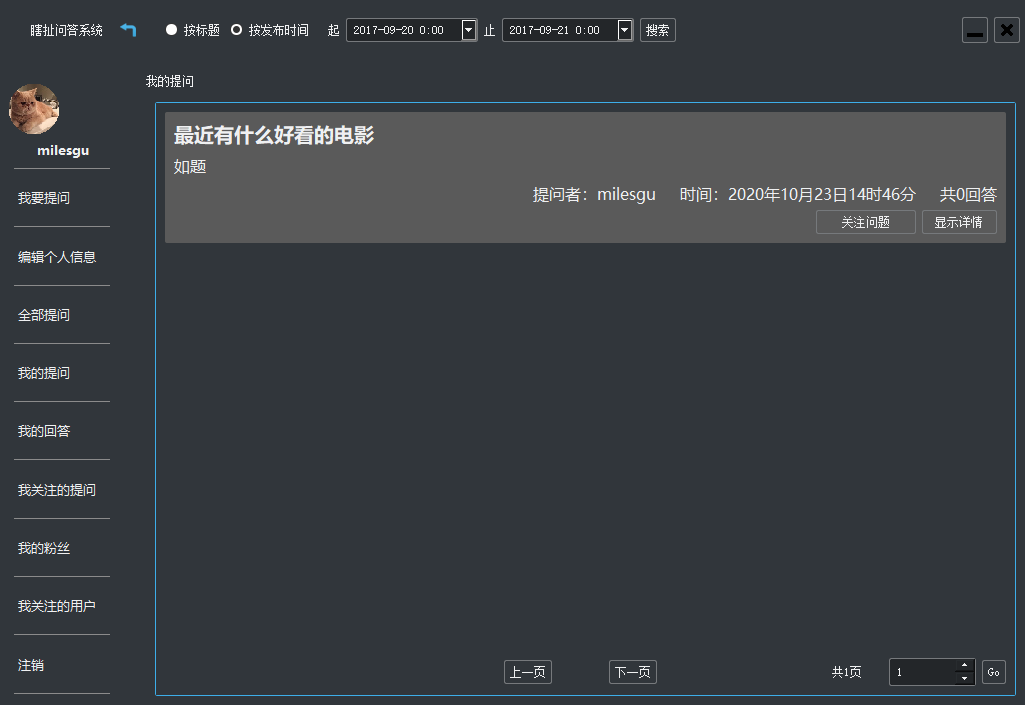 瞎扯问答系统 按标题 按发布时间 起 2017-09-20 0:00 止 2017-09-21 0:00 搜索
我的提问
milesgu
我要提问
编辑个人信息
全部提问
我的提问
我的回答
我关注的提问
我的粉丝
我关注的用户
注销
最近有什么好看的电影
如题
提问者：milesgu 时间：2020年10月23日14时46分 共0回答
关注问题 显示详情
上一页 下一页 共1页 1 Go